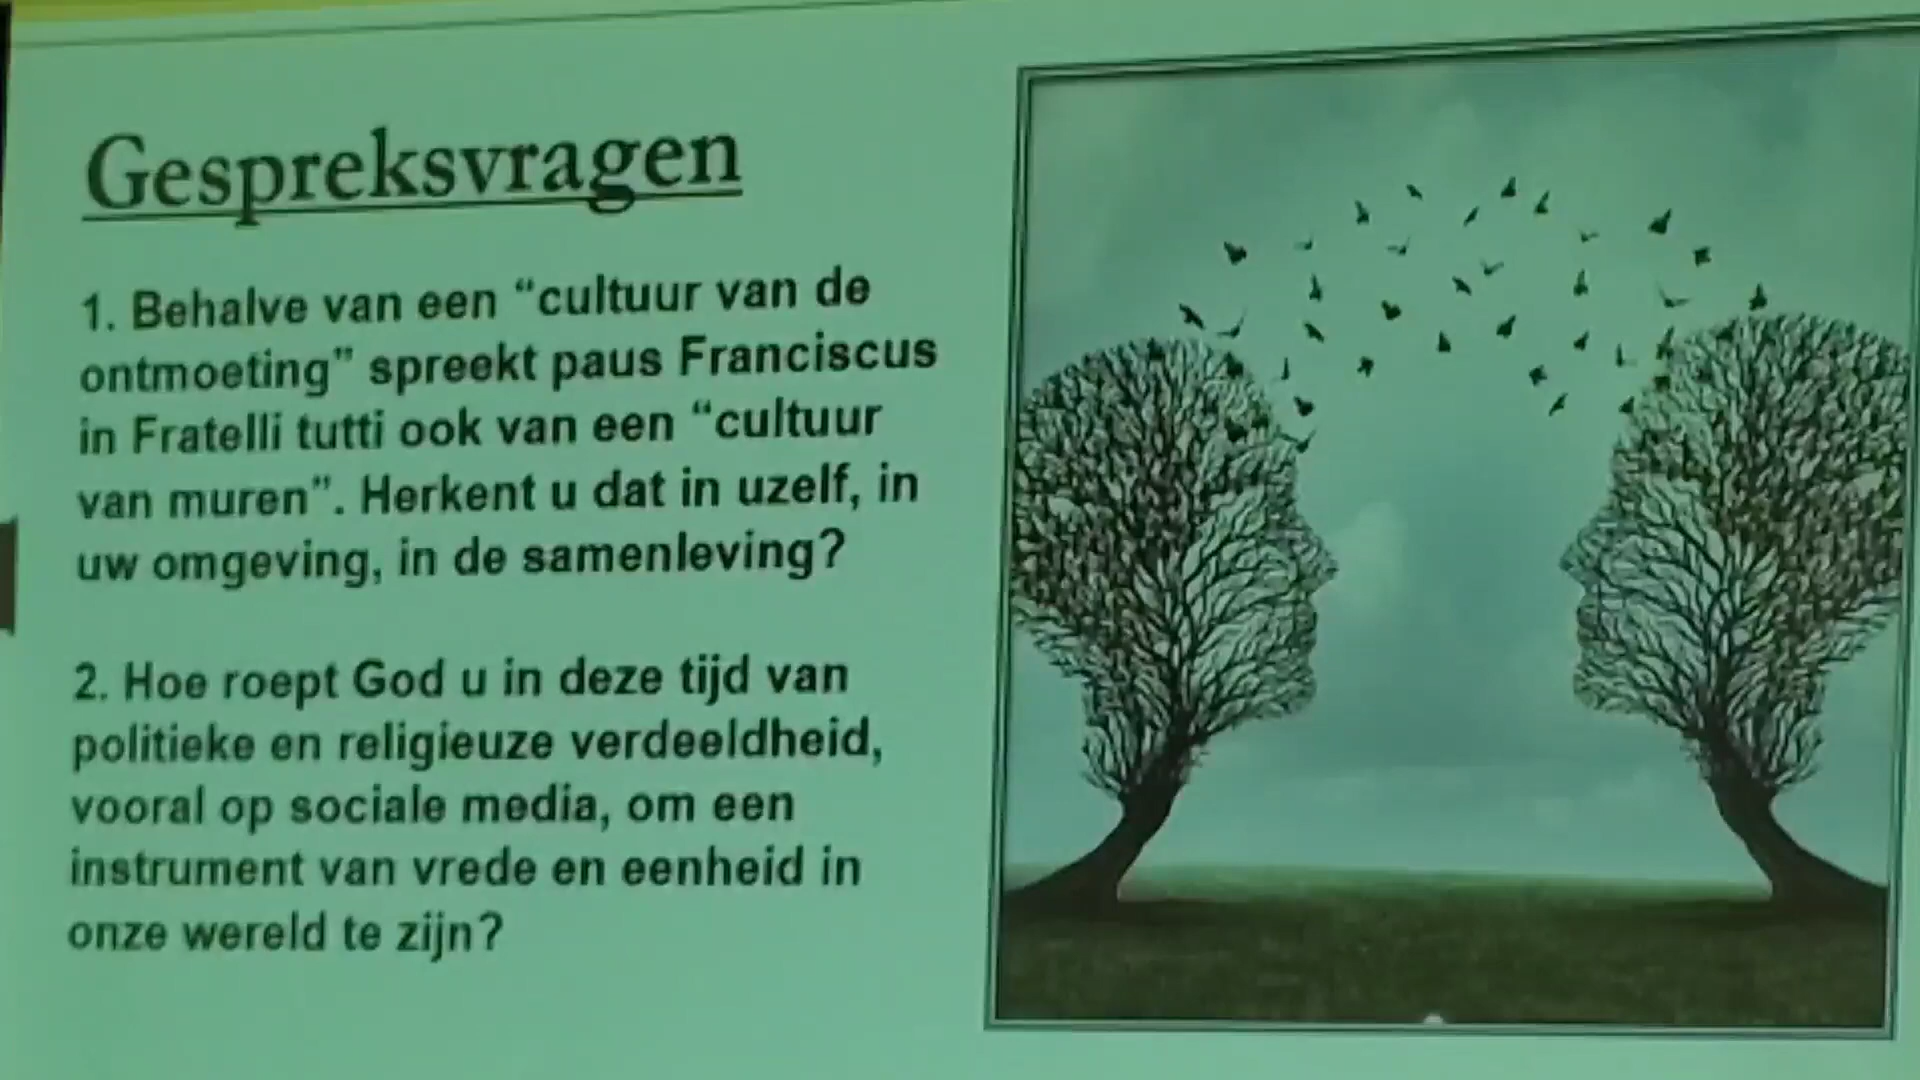 Gespreksvragen
1. Behalve van een “cultuur van de
ontmoeting” spreekt paus Franciscus
in Fratelli tutti ook van een “cultuur
van muren”. Herkent u dat in uzelf, in
uw omgeving, in de samenleving?
2. Hoe roept God u in deze tijd van
politieke en religieuze verdeeldheid,
vooral op sociale media, om een
instrument van vrede en eenheid in
onze wereld te zijn?